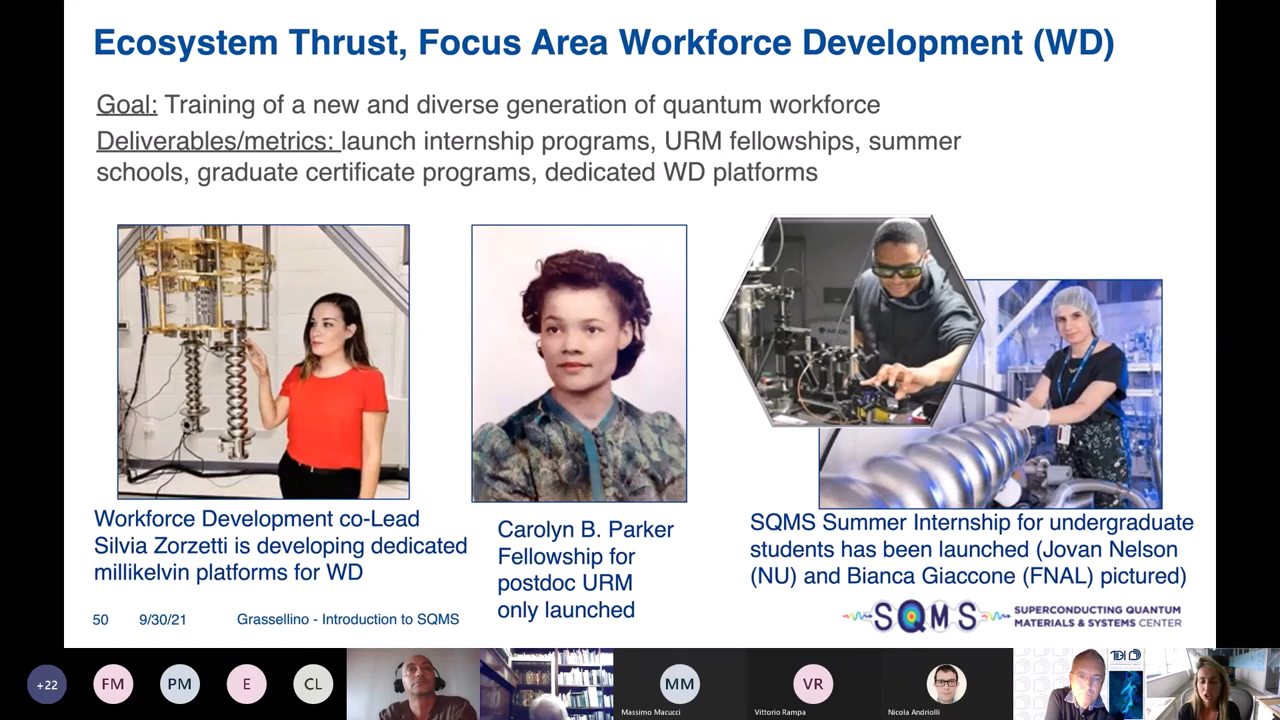 Ecosystem Thrust, Focus Area Workforce Development (WD)
Goal: Training of a new and diverse generation of quantum workforce
Deliverables/metrics: launch internship programs, URM fellowships, summer
schools, graduate certificate programs, dedicated WD platforms
Workforce Development co-Lead
Silvia Zorzetti is developing dedicated
millikelvin platforms for WD
Carolyn B. Parker
Fellowship for
postdoc URM
only launched
SQMS Summer Internship for undergraduate
students has been launched (Jovan Nelson
(NU) and Bianca Giaccone (FNAL) pictured)
50 9/30/21 Grassellino - Introduction to SQMS
SQMS SUPERCONDUCTING QUANTUM
MATERIALS & SYSTEMS CENTER
+22 FM PM E CL MM VR
Massimo Macucci Vittorio Rampa Nicola Andriolli